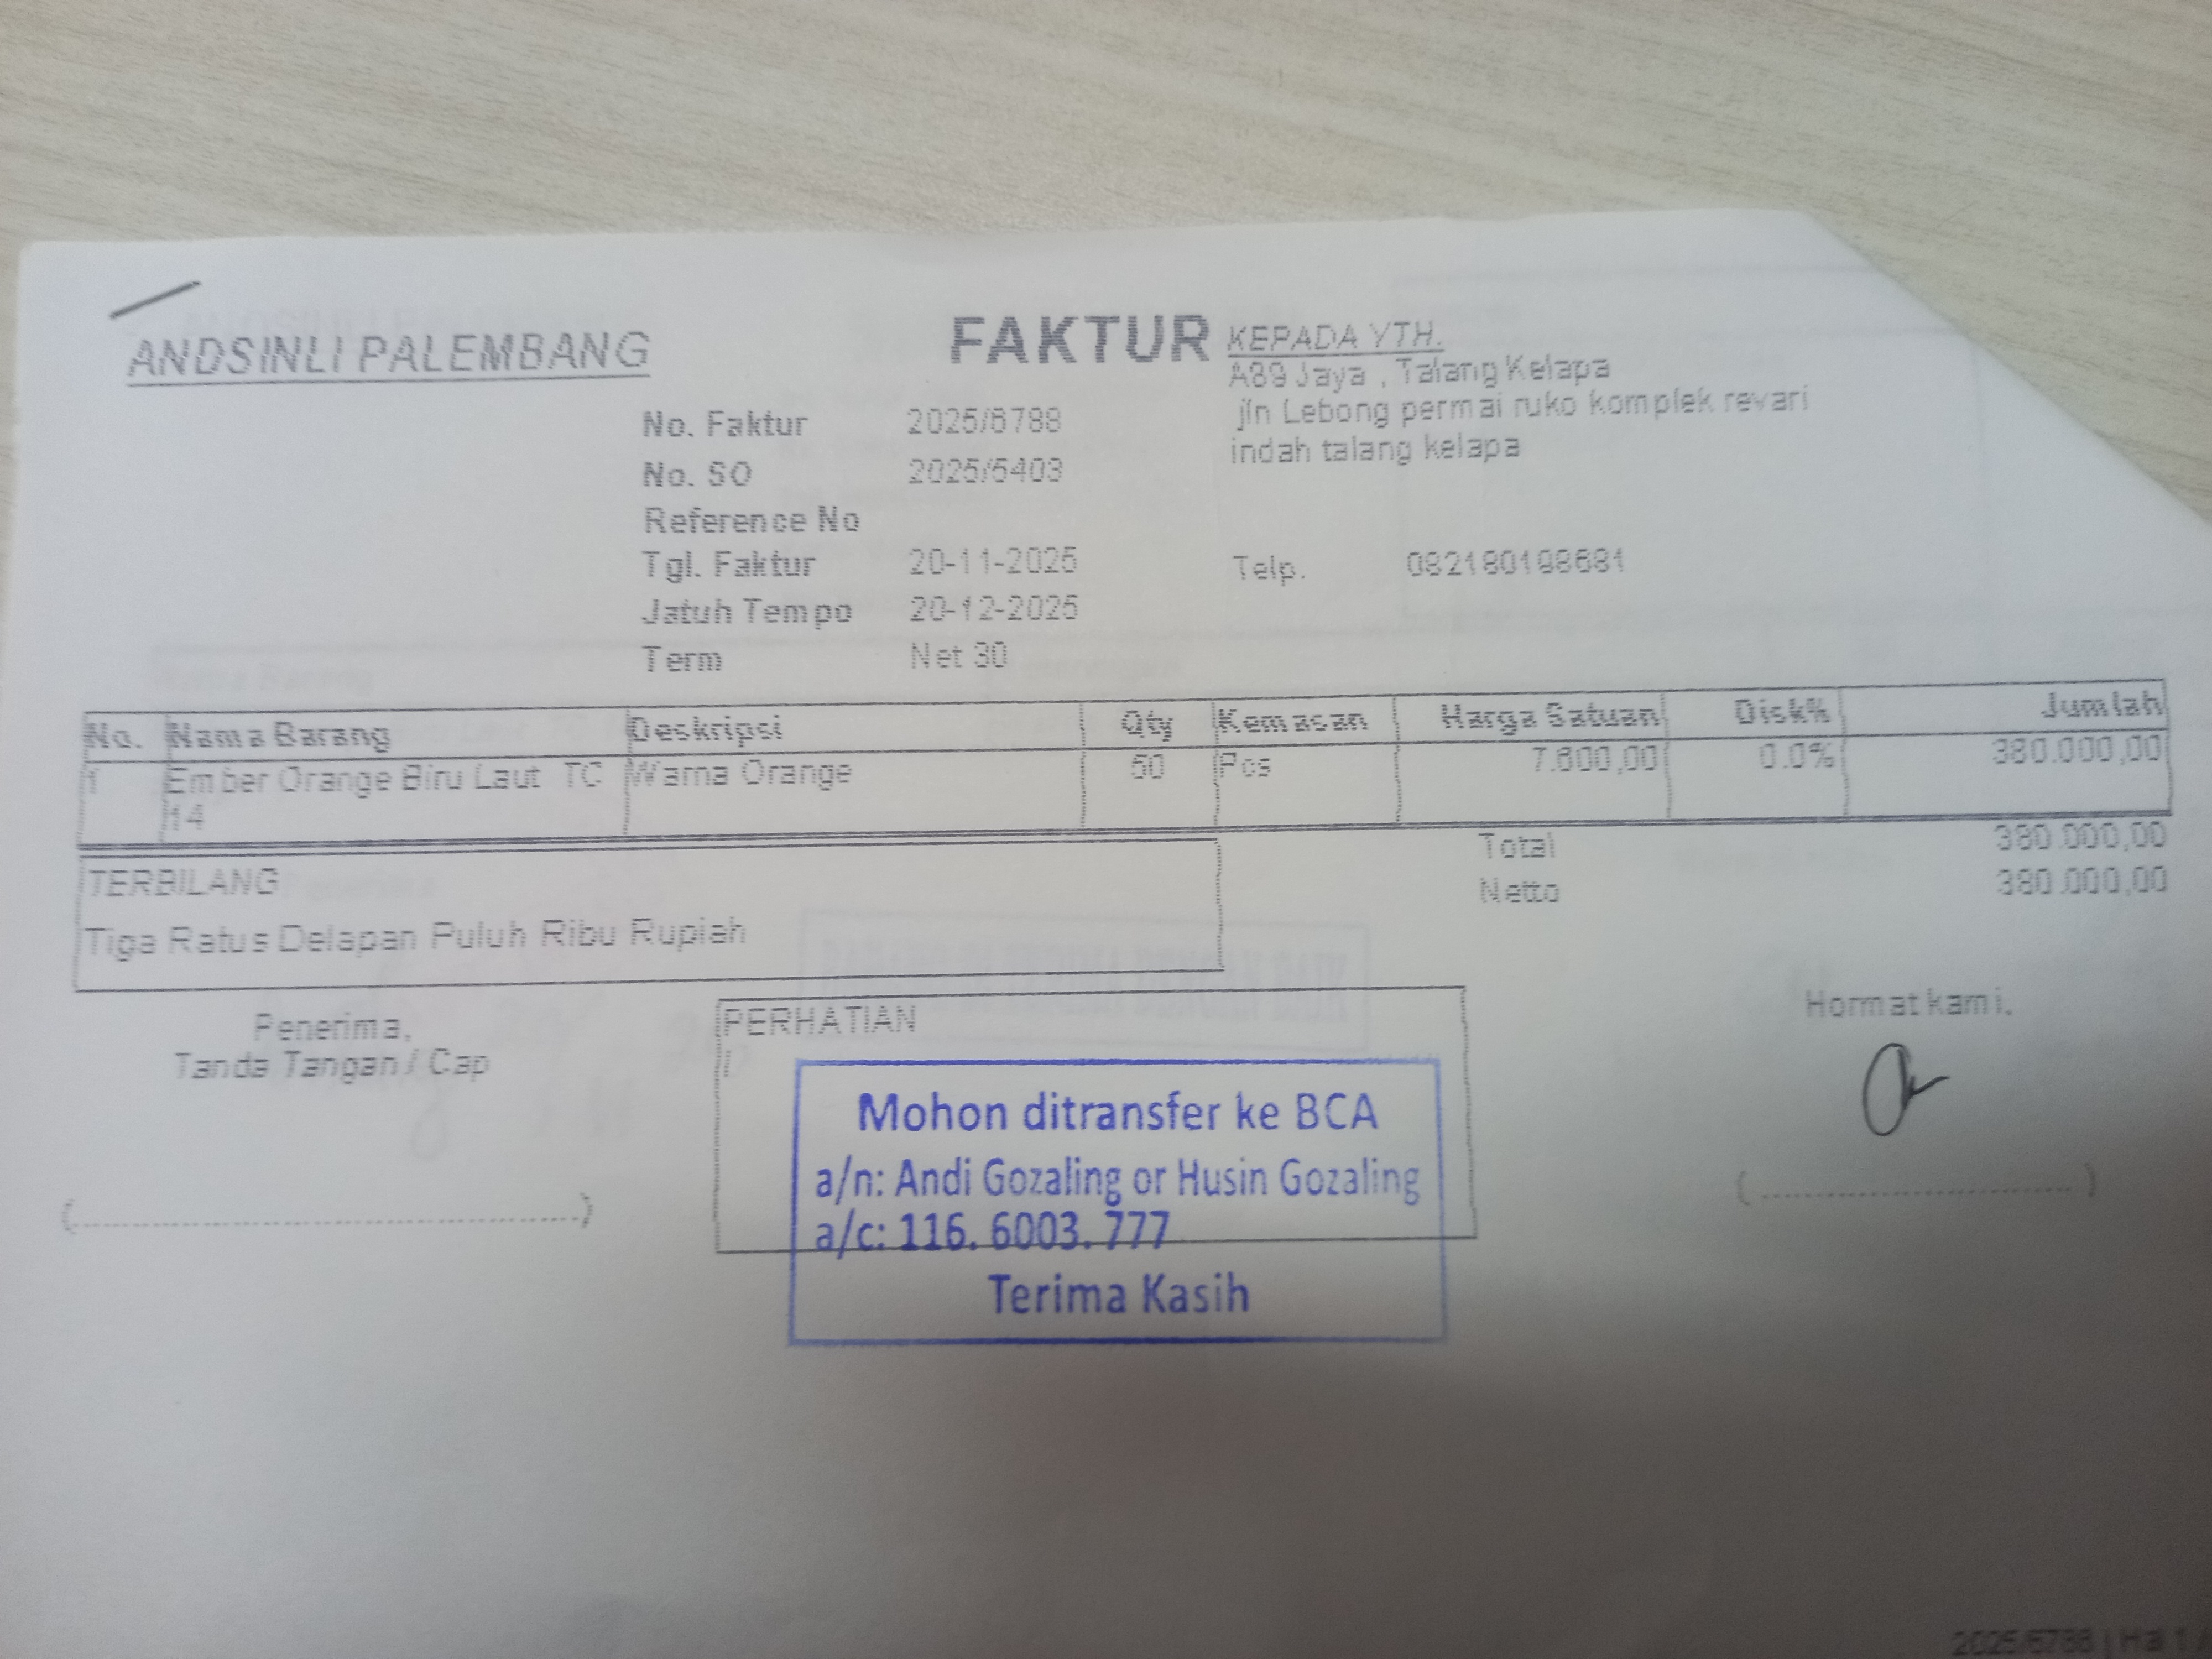 ANDSINLI PALEMBANG
FAKTUR
KEPADA YTH.
A89 Jaya , Talang Kelapa
jln Lebong permai ruko komplek revari
indah talang kelapa
No. Faktur 2025/6788
No. SO 2025/5403
Reference No
Tgl. Faktur 20-11-2025
Telp. 082180198681
Jatuh Tempo 20-12-2025
Term Net 30
No. Nama Barang Deskripsi Qty Kemasan Harga Satuan Disk% Jumlah
1 Ember Orange Biru Laut TC Warna Orange 50 Pcs 7.600,00 0.0% 380.000,00
14
Total 380.000,00
Netto 380.000,00
TERBILANG
Tiga Ratus Delapan Puluh Ribu Rupiah
Penerima,
Tanda Tangan / Cap
PERHATIAN
Hormat kami,
Mohon ditransfer ke BCA
a/n: Andi Gozaling or Husin Gozaling
a/c: 116. 6003. 777
Terima Kasih
2025/6788 | Hal 1